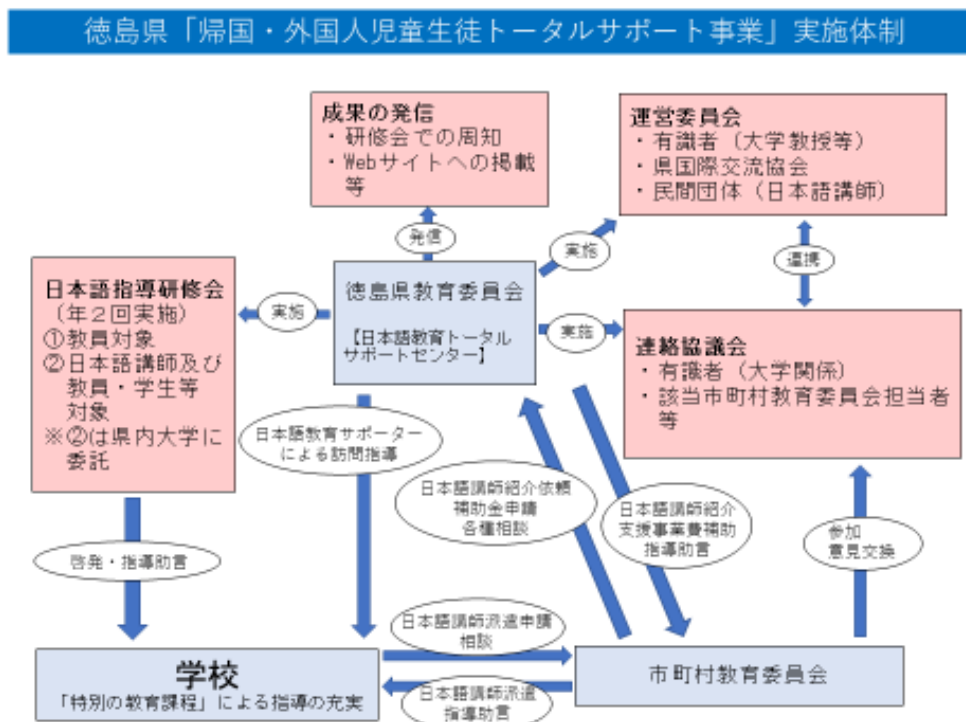 徳島県「帰国・外国人児童生徒トータルサポート事業」実施体制
成果の発信
・研修会での周知
・Webサイトへの掲載
等
運営委員会
・有識者（大学教授等）
・県国際交流協会
・民間団体（日本語講師）
発信
実施
連携
日本語指導研修会
（年２回実施）
①教員対象
②日本語講師及び
教員・学生等
対象
※②は県内大学に
委託
実施
徳島県教育委員会
【日本語教育トータル
サポートセンター】
実施
連絡協議会
・有識者（大学関係）
・該当市町村教育委員会担当者
等
日本語教育サポーター
による訪問指導
日本語講師紹介依頼
補助金申請
各種相談
日本語講師紹介
支援事業費補助
指導助言
参加
意見交換
啓発・指導助言
日本語講師派遣申請
相談
学校
「特別の教育課程」による指導の充実
日本語講師派遣
指導助言
市町村教育委員会